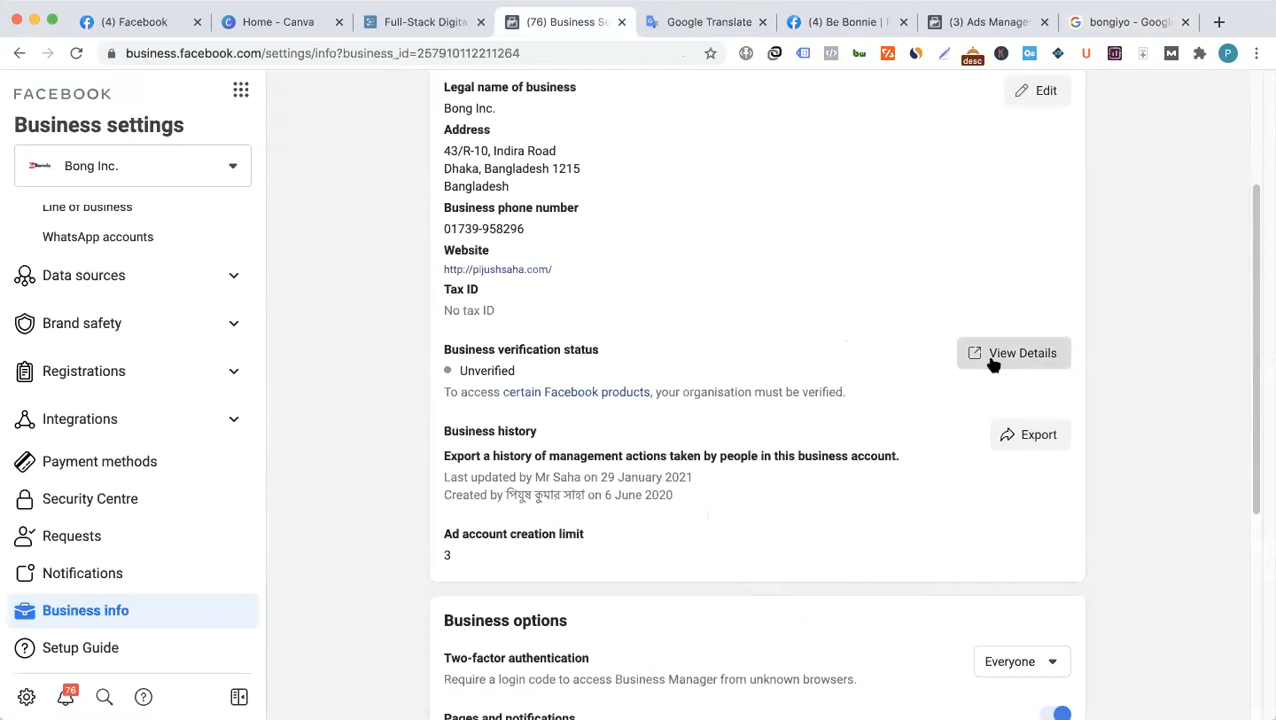 (4) Facebook
Home - Canva
Full-Stack Digita
(76) Business Se
Google Translate
(4) Be Bonnie |
(3) Ads Manage
bongiyo - Google
business.facebook.com/settings/info?business_id=257910112211264
desc
FACEBOOK
Business settings
Bong Inc.
Line of business
WhatsApp accounts
Data sources
Brand safety
Registrations
Integrations
Payment methods
Security Centre
Requests
Notifications
Business info
Setup Guide
76
Legal name of business
Edit
Bong Inc.
Address
43/R-10, Indira Road
Dhaka, Bangladesh 1215
Bangladesh
Business phone number
01739-958296
Website
http://pijushsaha.com/
Tax ID
No tax ID
Business verification status
View Details
Unverified
To access certain Facebook products, your organisation must be verified.
Business history
Export
Export a history of management actions taken by people in this business account.
Last updated by Mr Saha on 29 January 2021
Created by পিযুষ কুমার সাহা on 6 June 2020
Ad account creation limit
3
Business options
Two-factor authentication
Everyone
Require a login code to access Business Manager from unknown browsers.
Pages and notifications